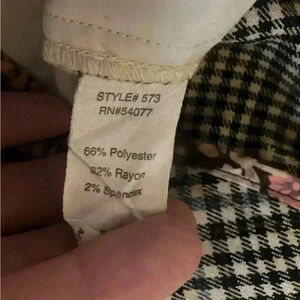 STYLE# 573
RN#54077
66% Polyester
32% Rayon
2% Spandex